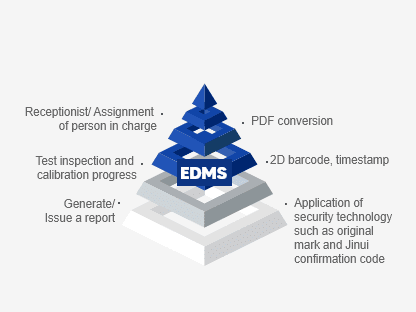 Receptionist/ Assignment
of person in charge
PDF conversion
Test inspection and
calibration progress
2D barcode, timestamp
EDMS
Generate/
Issue a report
Application of
security technology
such as original
mark and Jinui
confirmation code